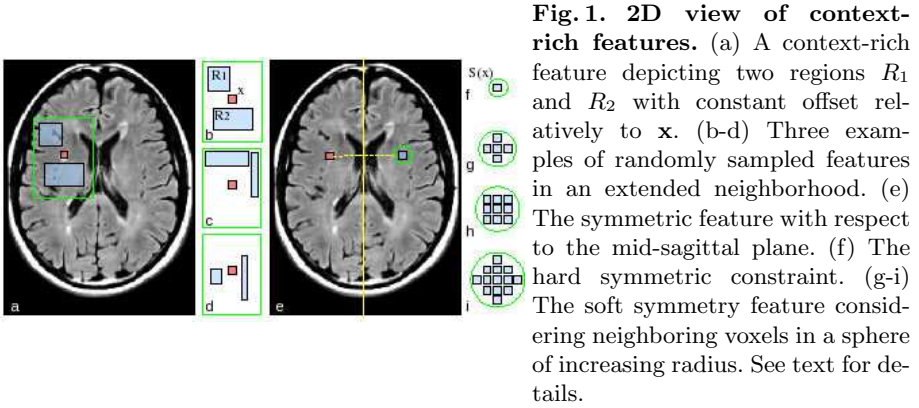 R1
x
R2
b
c
d
a
e
S(x)
f
g
h
i
Fig. 1. 2D view of context-
rich features. (a) A context-rich
feature depicting two regions R1
and R2 with constant offset rel-
atively to x. (b-d) Three exam-
ples of randomly sampled features
in an extended neighborhood. (e)
The symmetric feature with respect
to the mid-sagittal plane. (f) The
hard symmetric constraint. (g-i)
The soft symmetry feature consid-
ering neighboring voxels in a sphere
of increasing radius. See text for de-
tails.